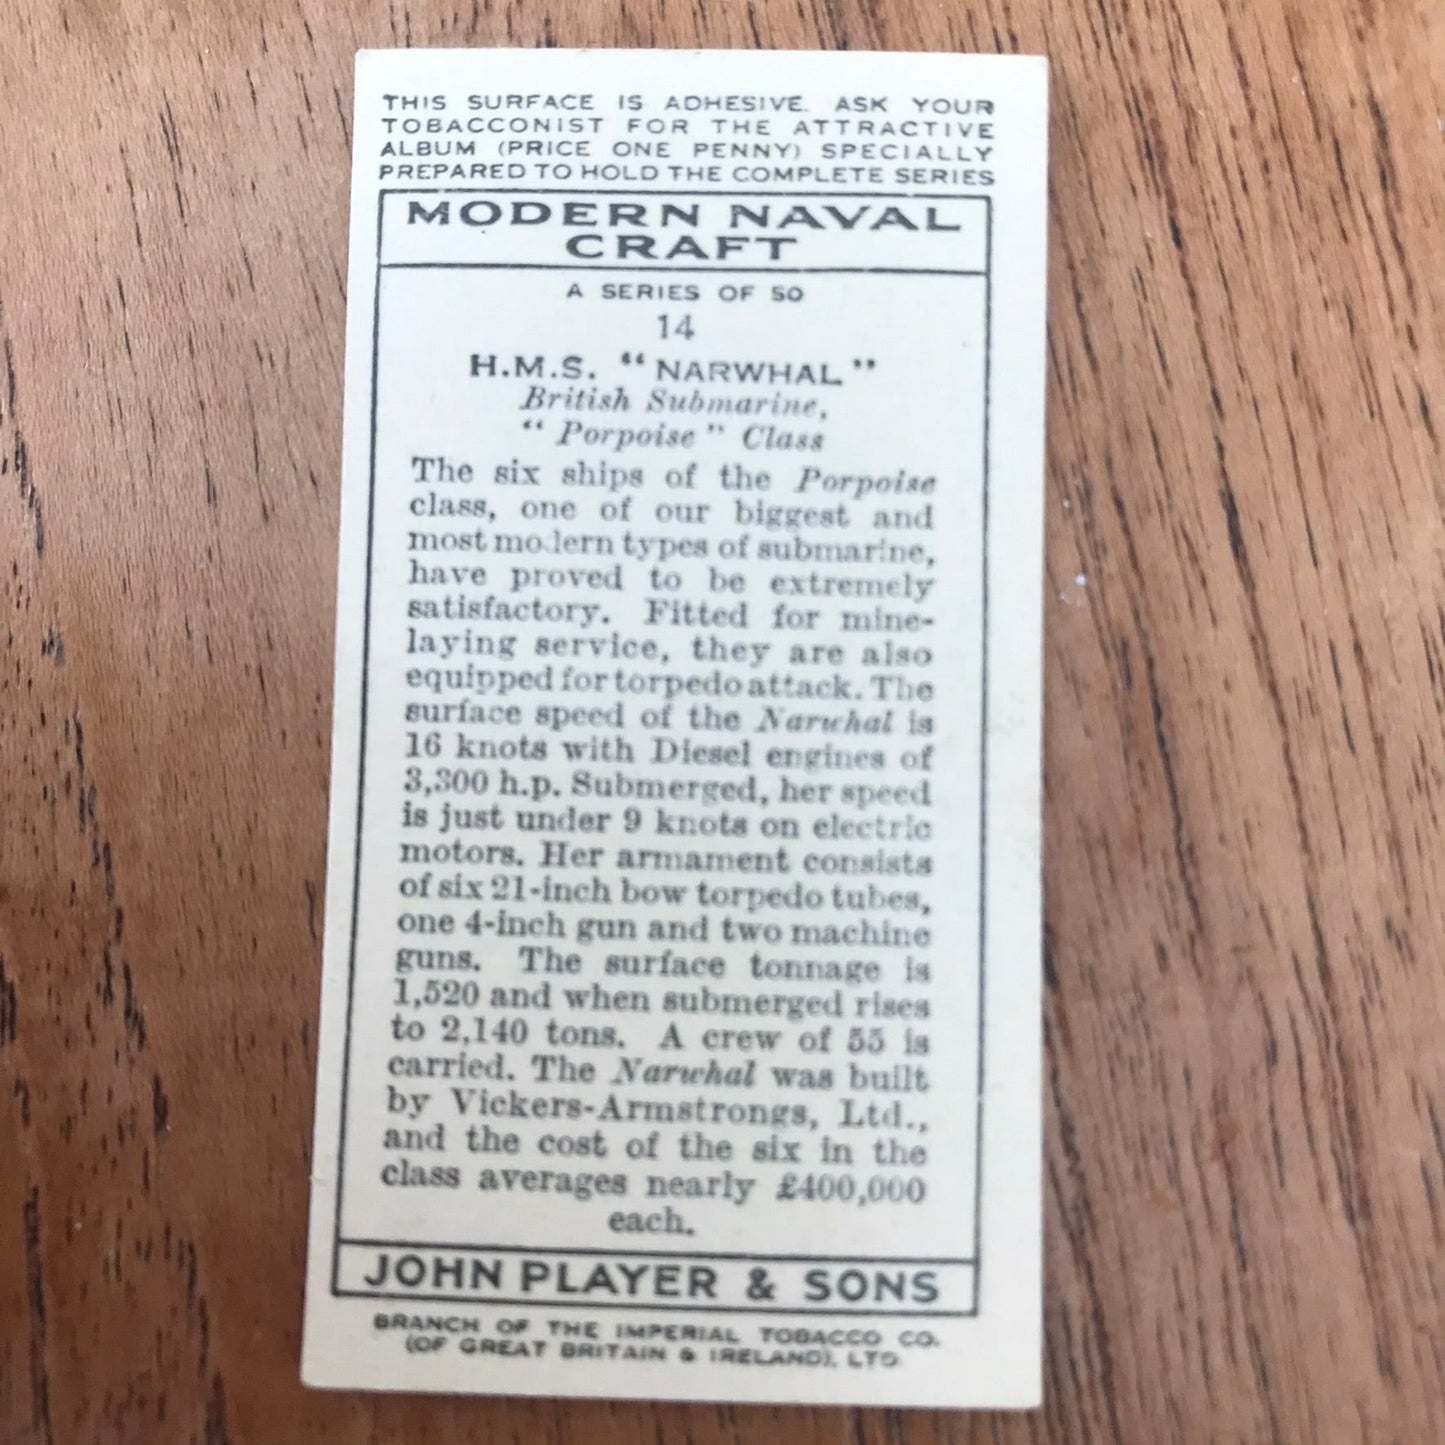 THIS SURFACE IS ADHESIVE. ASK YOUR
TOBACCONIST FOR THE ATTRACTIVE
ALBUM (PRICE ONE PENNY) SPECIALLY
PREPARED TO HOLD THE COMPLETE SERIES
MODERN NAVAL
CRAFT
A SERIES OF 50
14
H.M.S. “NARWHAL”
British Submarine,
“Porpoise” Class
The six ships of the Porpoise
class, one of our biggest and
most modern types of submarine,
have proved to be extremely
satisfactory. Fitted for mine-
laying service, they are also
equipped for torpedo attack. The
surface speed of the Narwhal is
16 knots with Diesel engines of
3,300 h.p. Submerged, her speed
is just under 9 knots on electric
motors. Her armament consists
of six 21-inch bow torpedo tubes,
one 4-inch gun and two machine
guns. The surface tonnage is
1,520 and when submerged rises
to 2,140 tons. A crew of 55 is
carried. The Narwhal was built
by Vickers-Armstrongs, Ltd.,
and the cost of the six in the
class averages nearly £400,000
each.
JOHN PLAYER & SONS
BRANCH OF THE IMPERIAL TOBACCO CO.
(OF GREAT BRITAIN & IRELAND), LTD.